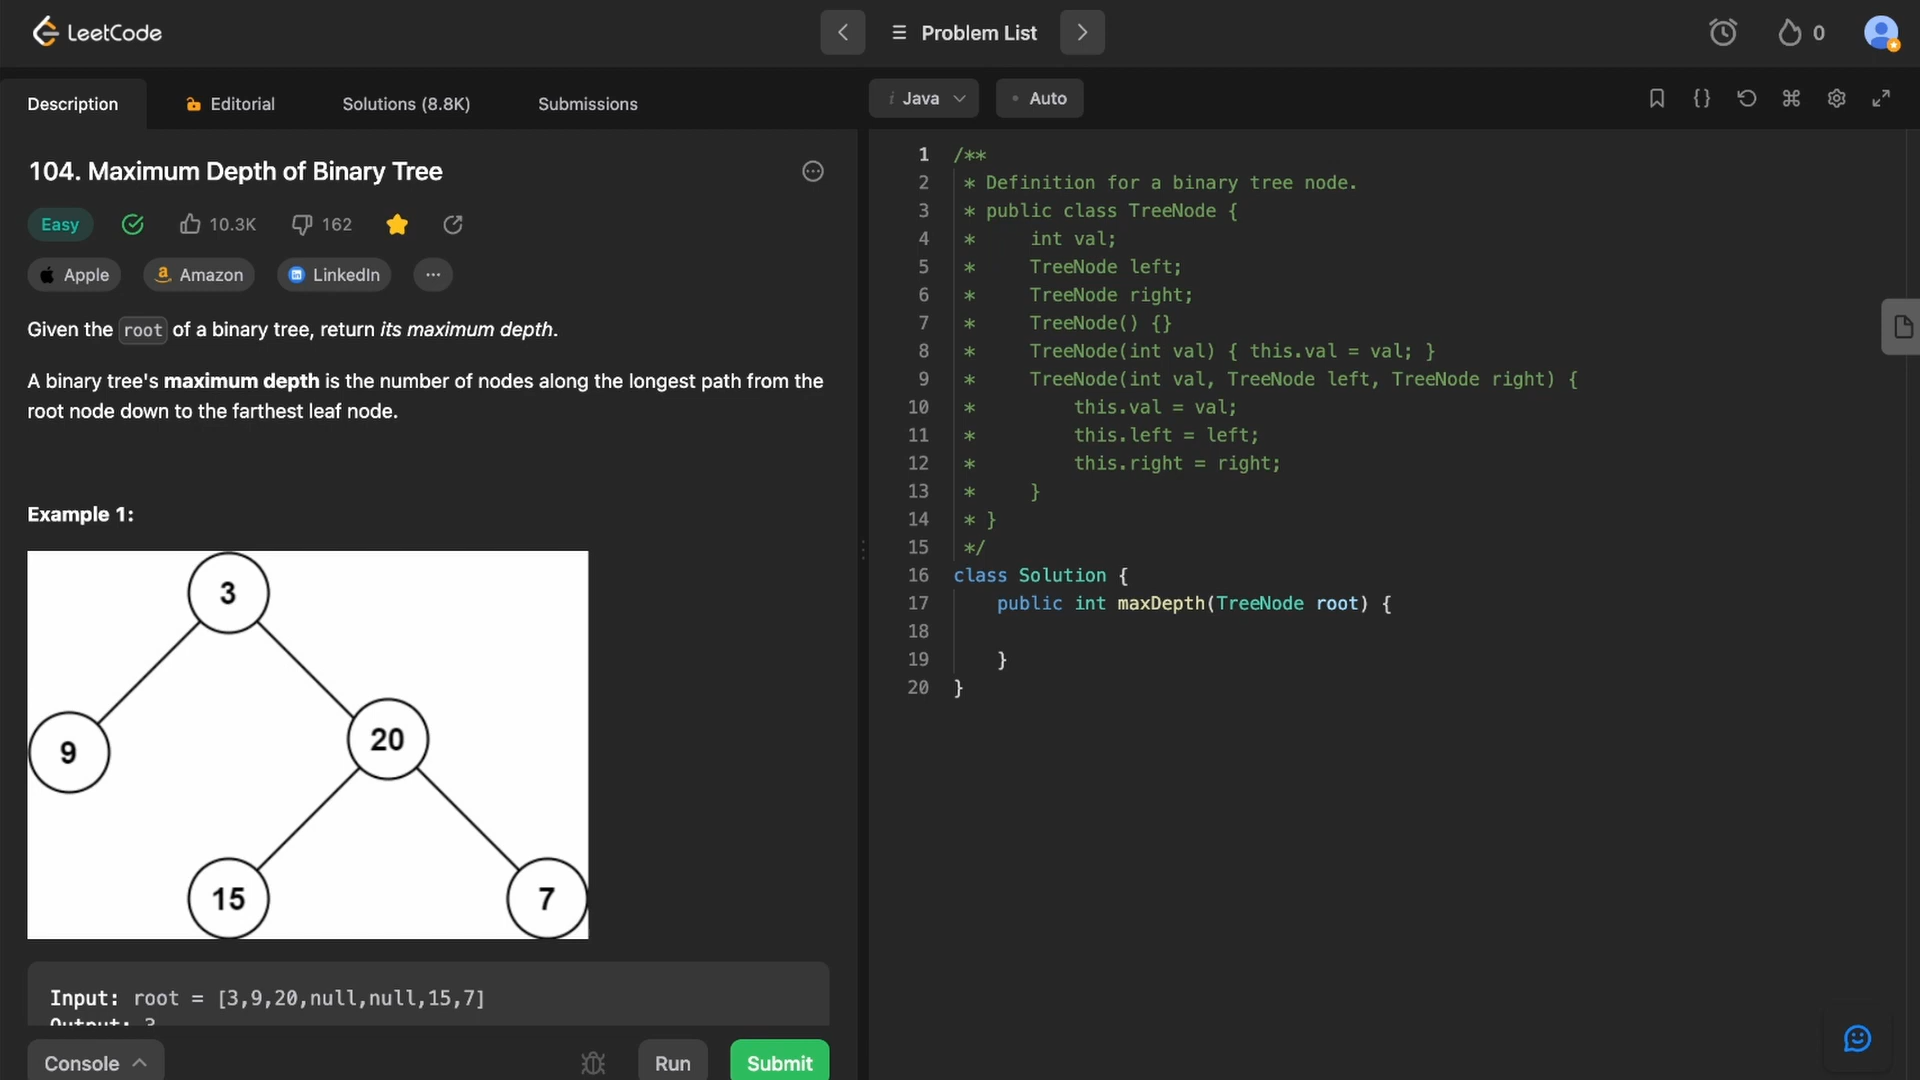 LeetCode
Problem List
0
Description
Editorial
Solutions (8.8K)
Submissions
104. Maximum Depth of Binary Tree
Easy
10.3K
162
Apple
Amazon
LinkedIn
Given the root of a binary tree, return its maximum depth.
A binary tree's maximum depth is the number of nodes along the longest path from the
root node down to the farthest leaf node.
Example 1:
3
9
20
15
7
Input: root = [3,9,20,null,null,15,7]
Output: 3
Console
Run
Submit
i Java
Auto
1 /**
2 * Definition for a binary tree node.
3 * public class TreeNode {
4 * int val;
5 * TreeNode left;
6 * TreeNode right;
7 * TreeNode() {}
8 * TreeNode(int val) { this.val = val; }
9 * TreeNode(int val, TreeNode left, TreeNode right) {
10 * this.val = val;
11 * this.left = left;
12 * this.right = right;
13 * }
14 * }
15 */
16 class Solution {
17 public int maxDepth(TreeNode root) {
18
19 }
20 }